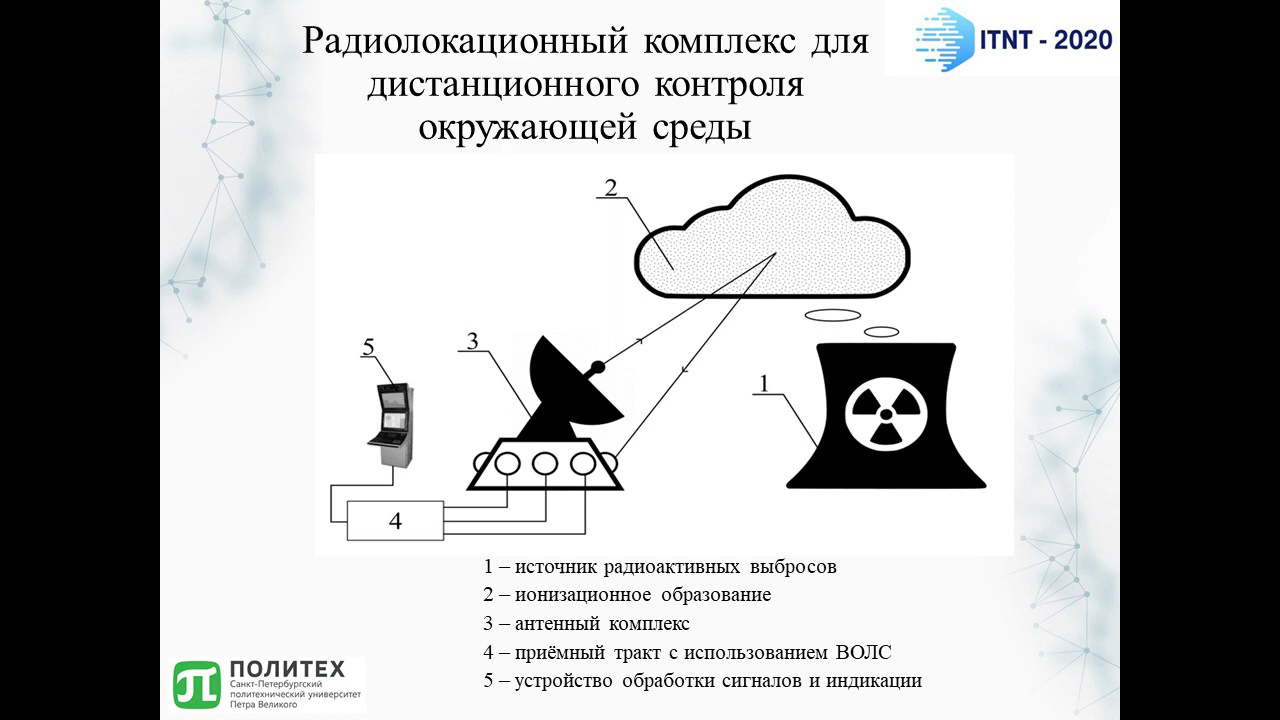 Радиолокационный комплекс для
дистанционного контроля
окружающей среды
ITNT - 2020
2
3
5
1
4
1 – источник радиоактивных выбросов
2 – ионизационное образование
3 – антенный комплекс
4 – приёмный тракт с использованием ВОЛС
5 – устройство обработки сигналов и индикации
ПОЛИТЕХ
Санкт-Петербургский
политехнический университет
Петра Великого